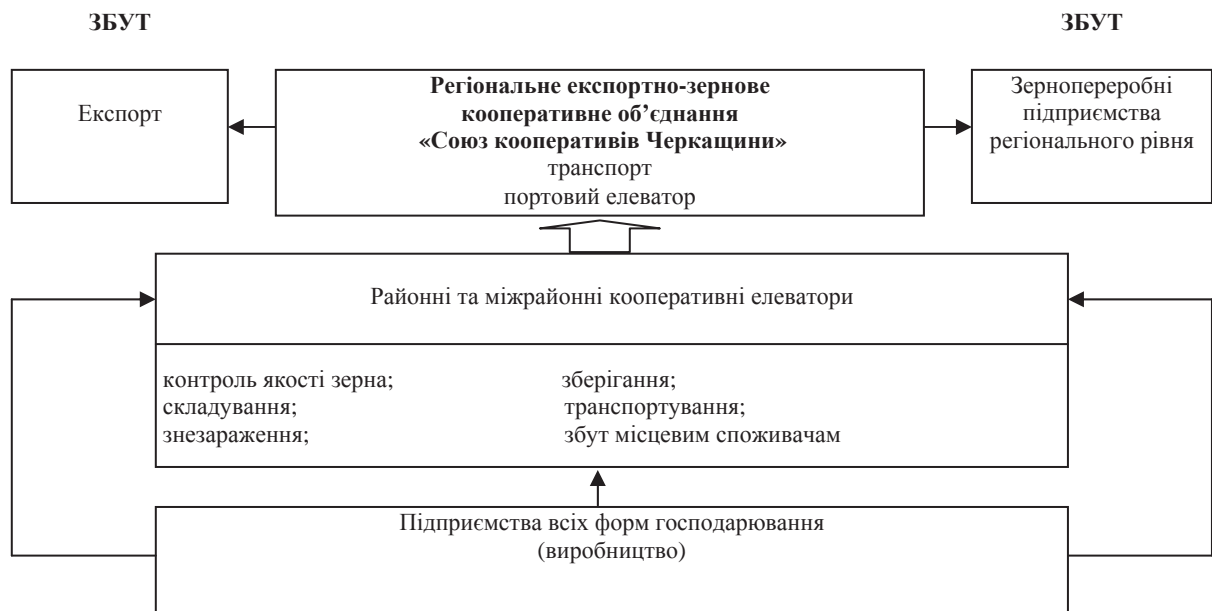 ЗБУТ
ЗБУТ
Експорт
Регіональне експортно-зернове
кооперативне об’єднання
«Союз кооперативів Черкащини»
транспорт
портовий елеватор
Зернопереробні
підприємства
регіонального рівня
Районні та міжрайонні кооперативні елеватори
контроль якості зерна;
складування;
знезараження;
зберігання;
транспортування;
збут місцевим споживачам
Підприємства всіх форм господарювання
(виробництво)